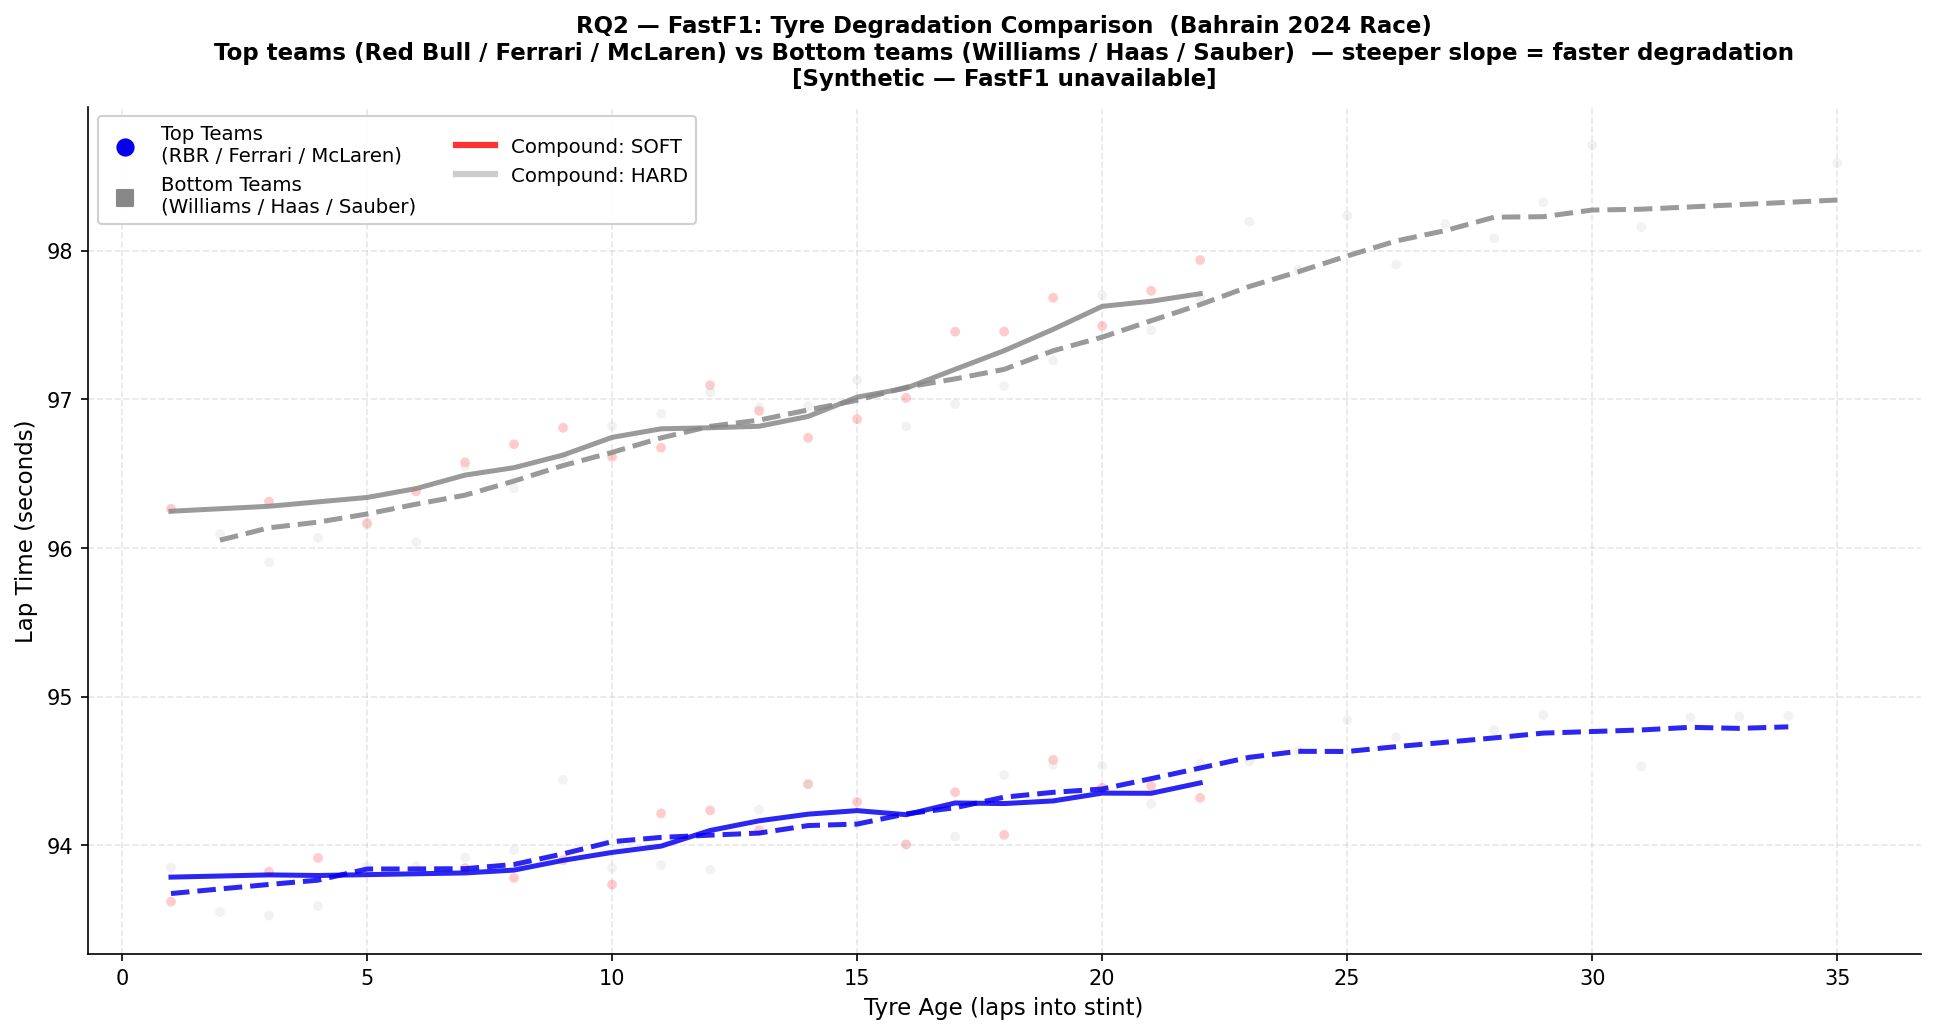 RQ2 — FastF1: Tyre Degradation Comparison  (Bahrain 2024 Race)
Top teams (Red Bull / Ferrari / McLaren) vs Bottom teams (Williams / Haas / Sauber)  — steeper slope = faster degradation
[Synthetic — FastF1 unavailable]
Top Teams
(RBR / Ferrari / McLaren)
Bottom Teams
(Williams / Haas / Sauber)
Compound: SOFT
Compound: HARD
Lap Time (seconds)
98
97
96
95
94
0
5
10
15
20
25
30
35
Tyre Age (laps into stint)